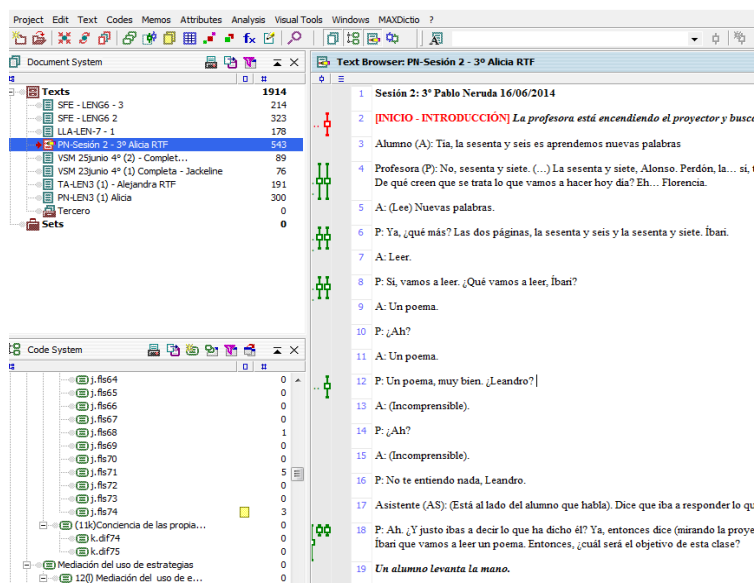 Project Edit Text Codes Memos Attributes Analysis Visual Tools Windows MAXDictio ?
Document System
Texts 1914
SFE - LENG6 - 3 214
SFE - LENG6 2 323
LLA-LEN-7 - 1 178
PN-Sesión 2 - 3º Alicia RTF 543
VSM 25junio 4º (2) - Complet... 89
VSM 23junio 4º (1) Completa - Jackeline 76
TA-LEN3 (1) - Alejandra RTF 191
PN-LEN3 (1) Alicia 300
Tercero 0
Sets 0
Code System
j.fls64 0
j.fls65 0
j.fls66 0
j.fls67 0
j.fls68 1
j.fls69 0
j.fls70 0
j.fls71 5
j.fls72 0
j.fls73 0
j.fls74 3
(11k)Conciencia de las propia... 0
k.dif74 0
k.dif75 0
Mediación del uso de estrategias 0
12(l) Mediación del uso de e... 0
Text Browser: PN-Sesión 2 - 3º Alicia RTF
1 Sesión 2: 3º Pablo Neruda 16/06/2014
2 [INICIO - INTRODUCCIÓN] La profesora está encendiendo el proyector y busca
3 Alumno (A): Tía, la sesenta y seis es aprendemos nuevas palabras
4 Profesora (P): No, sesenta y siete. (…) La sesenta y siete, Alonso. Perdón, la… sí, t
De qué creen que se trata lo que vamos a hacer hoy día? Eh… Florencia.
5 A: (Lee) Nuevas palabras.
6 P: Ya, ¿qué más? Las dos páginas, la sesenta y seis y la sesenta y siete. Íbari.
7 A: Leer.
8 P: Sí, vamos a leer. ¿Qué vamos a leer, Íbari?
9 A: Un poema.
10 P: ¿Ah?
11 A: Un poema.
12 P: Un poema, muy bien. ¿Leandro?
13 A: (Incomprensible).
14 P: ¿Ah?
15 A: (Incomprensible).
16 P: No te entiendo nada, Leandro.
17 Asistente (AS): (Está al lado del alumno que habla). Dice que iba a responder lo qu
18 P: Ah. ¿Y justo ibas a decir lo que ha dicho él? Ya, entonces dice (mirando la proye
Íbari que vamos a leer un poema. Entonces, ¿cuál será el objetivo de esta clase?
19 Un alumno levanta la mano.